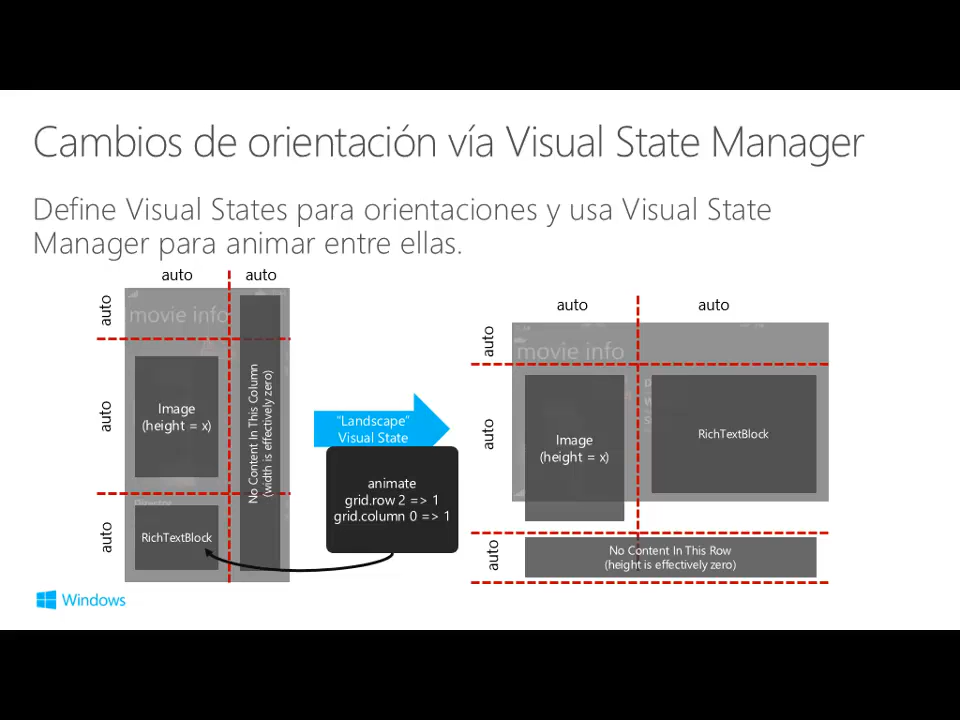 Cambios de orientación vía Visual State Manager
Define Visual States para orientaciones y usa Visual State
Manager para animar entre ellas.
auto
auto
auto
auto
auto
movie info
Image
(height = x)
Director
RichTextBlock
No Content In This Column
(width is effectively zero)
"Landscape"
Visual State
animate
grid.row 2 => 1
grid.column 0 => 1
auto
auto
auto
auto
auto
movie info
Image
(height = x)
RichTextBlock
No Content In This Row
(height is effectively zero)
Windows